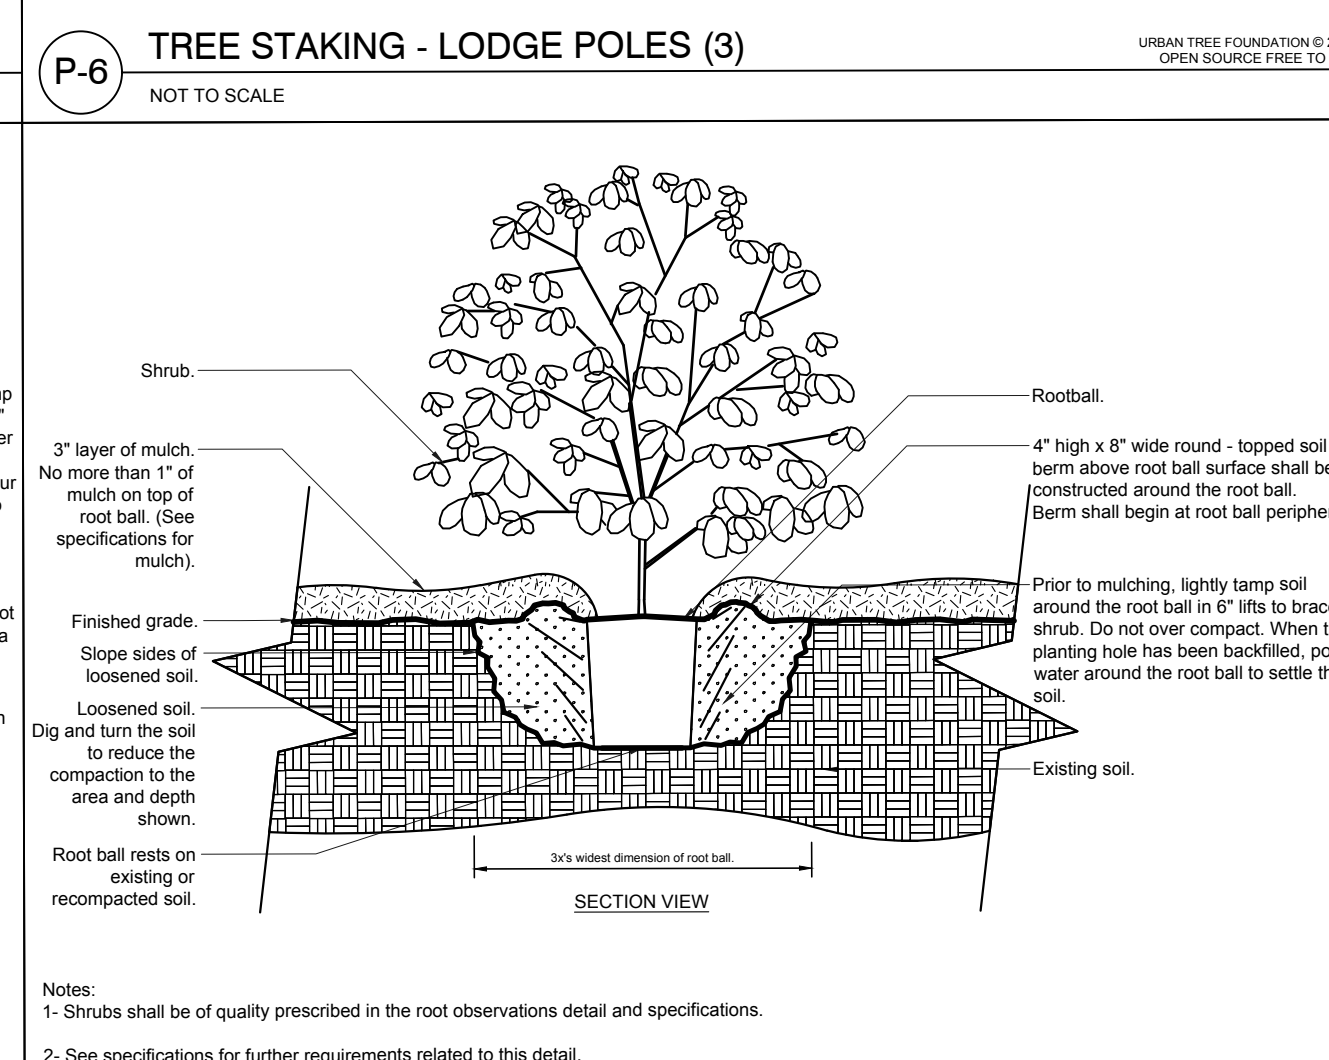 P-6
TREE STAKING - LODGE POLES (3)
NOT TO SCALE
URBAN TREE FOUNDATION ©
OPEN SOURCE FREE TO
Shrub.
3" layer of mulch.
No more than 1" of
mulch on top of
root ball. (See
specifications for
mulch).
Finished grade.
Slope sides of
loosened soil.
Loosened soil.
Dig and turn the soil
to reduce the
compaction to the
area and depth
shown.
Root ball rests on
existing or
recompacted soil.
Rootball.
4" high x 8" wide round - topped soil
berm above root ball surface shall be
constructed around the root ball.
Berm shall begin at root ball
Prior to mulching, lightly tamp soil
around the root ball in 6" lifts to brace
shrub. Do not over compact. When
planting hole has been backfilled,
water around the root ball to settle
soil.
Existing soil.
3x's widest dimension of root ball.
SECTION VIEW
Notes:
1- Shrubs shall be of quality prescribed in the root observations detail and specifications.
2- See specifications for further requirements related to this detail.